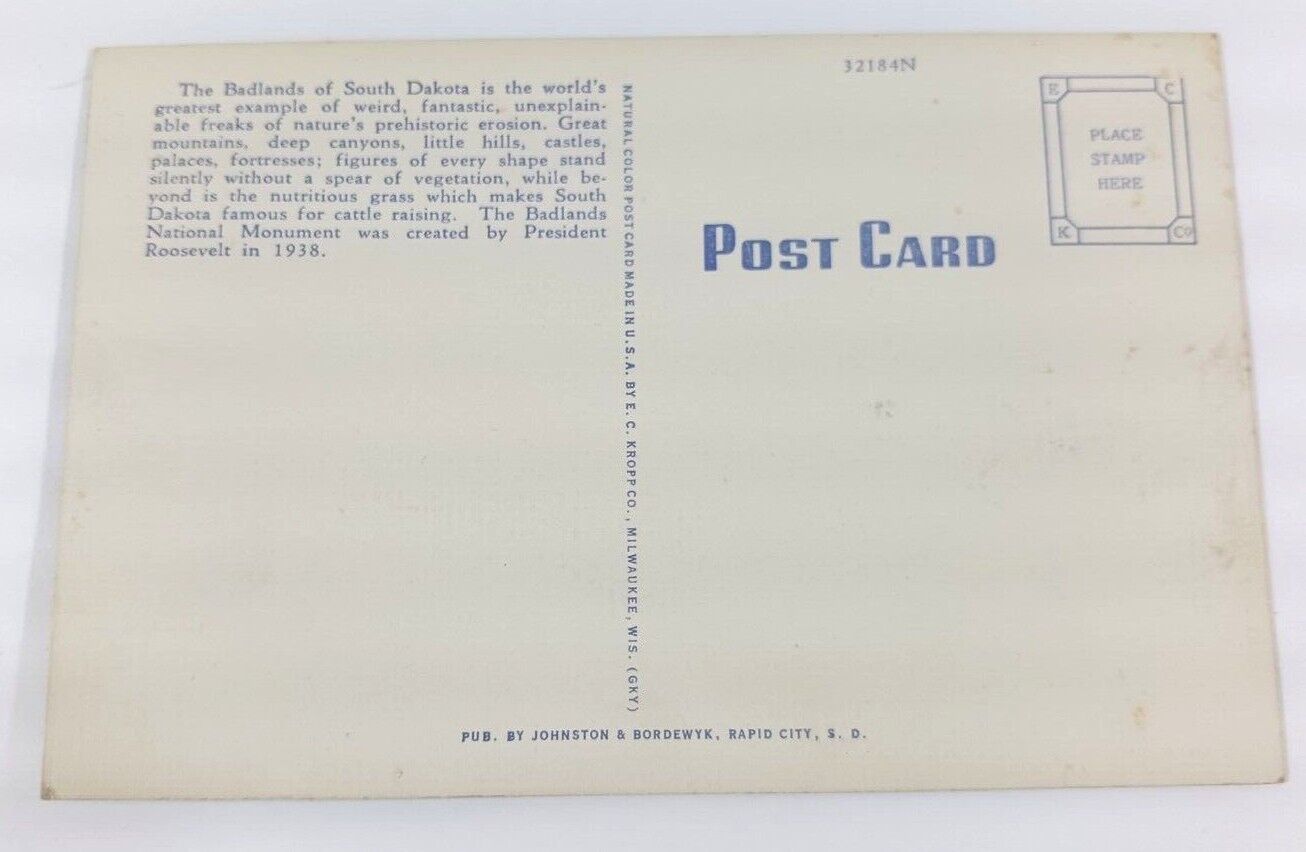 The Badlands of South Dakota is the world's
greatest example of weird, fantastic, unexplain-
able freaks of nature's prehistoric erosion. Great
mountains, deep canyons, little hills, castles,
palaces, fortresses; figures of every shape stand
silently without a spear of vegetation, while be-
yond is the nutritious grass which makes South
Dakota famous for cattle raising. The Badlands
National Monument was created by President
Roosevelt in 1938.
NATURAL COLOR POST CARD MADE IN U.S.A. BY E. C. KROPP CO., MILWAUKEE, WIS. (GKY)
32184N
E C
PLACE
STAMP
HERE
K Co
POST CARD
PUB. BY JOHNSTON & BORDEWYK, RAPID CITY, S. D.